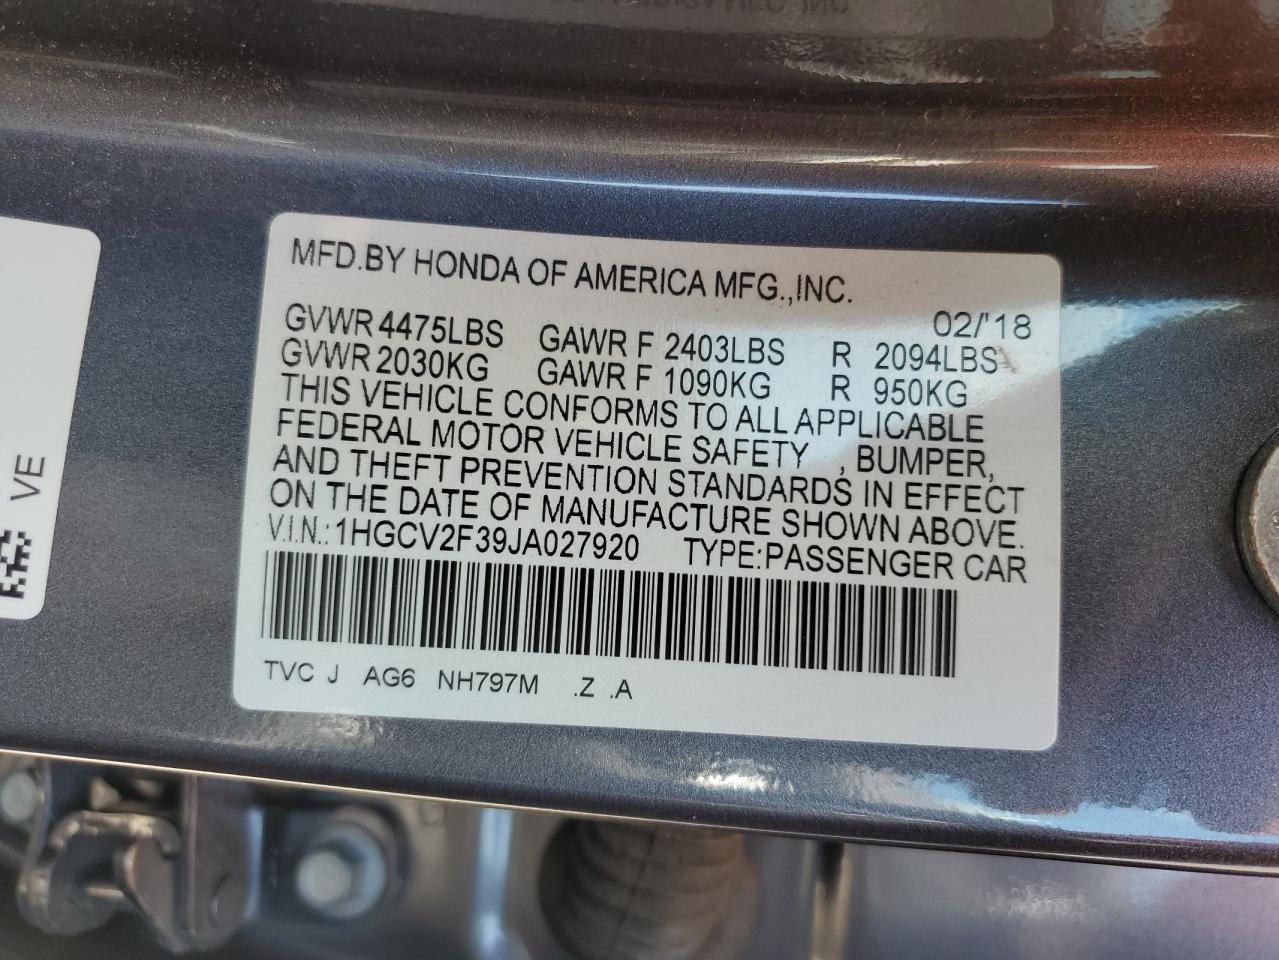 MFD.BY HONDA OF AMERICA MFG.,INC.
02/'18
GVWR 4475LBS GAWR F 2403LBS R 2094LBS
GVWR 2030KG GAWR F 1090KG R 950KG
THIS VEHICLE CONFORMS TO ALL APPLICABLE
FEDERAL MOTOR VEHICLE SAFETY , BUMPER,
AND THEFT PREVENTION STANDARDS IN EFFECT
ON THE DATE OF MANUFACTURE SHOWN ABOVE.
V.I.N.: 1HGCV2F39JA027920 TYPE:PASSENGER CAR
TVC J AG6 NH797M .Z .A
VE